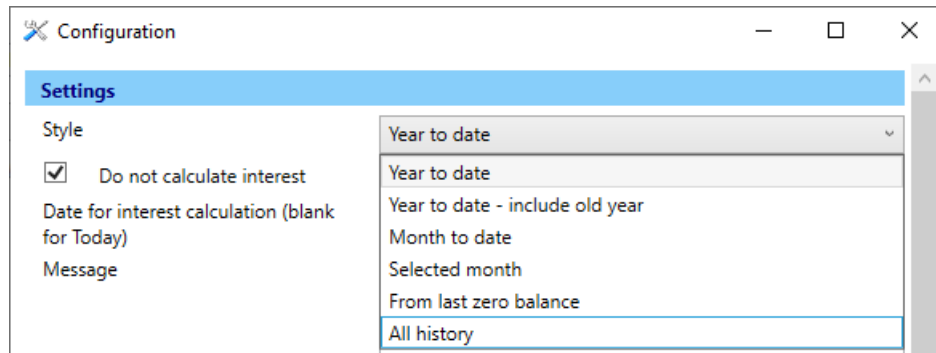 Configuration
Settings
Style
Year to date
Do not calculate interest
Year to date
Year to date - include old year
Date for interest calculation (blank
for Today)
Month to date
Message
Selected month
From last zero balance
All history